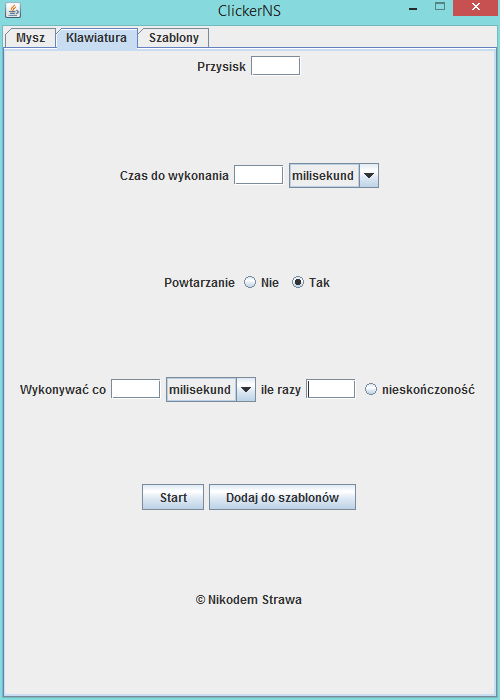 ClickerNS
Mysz Klawiatura Szablony
Przysisk
Czas do wykonania milisekund
Powtarzanie Nie Tak
Wykonywać co milisekund ile razy nieskończoność
Start Dodaj do szablonów
© Nikodem Strawa